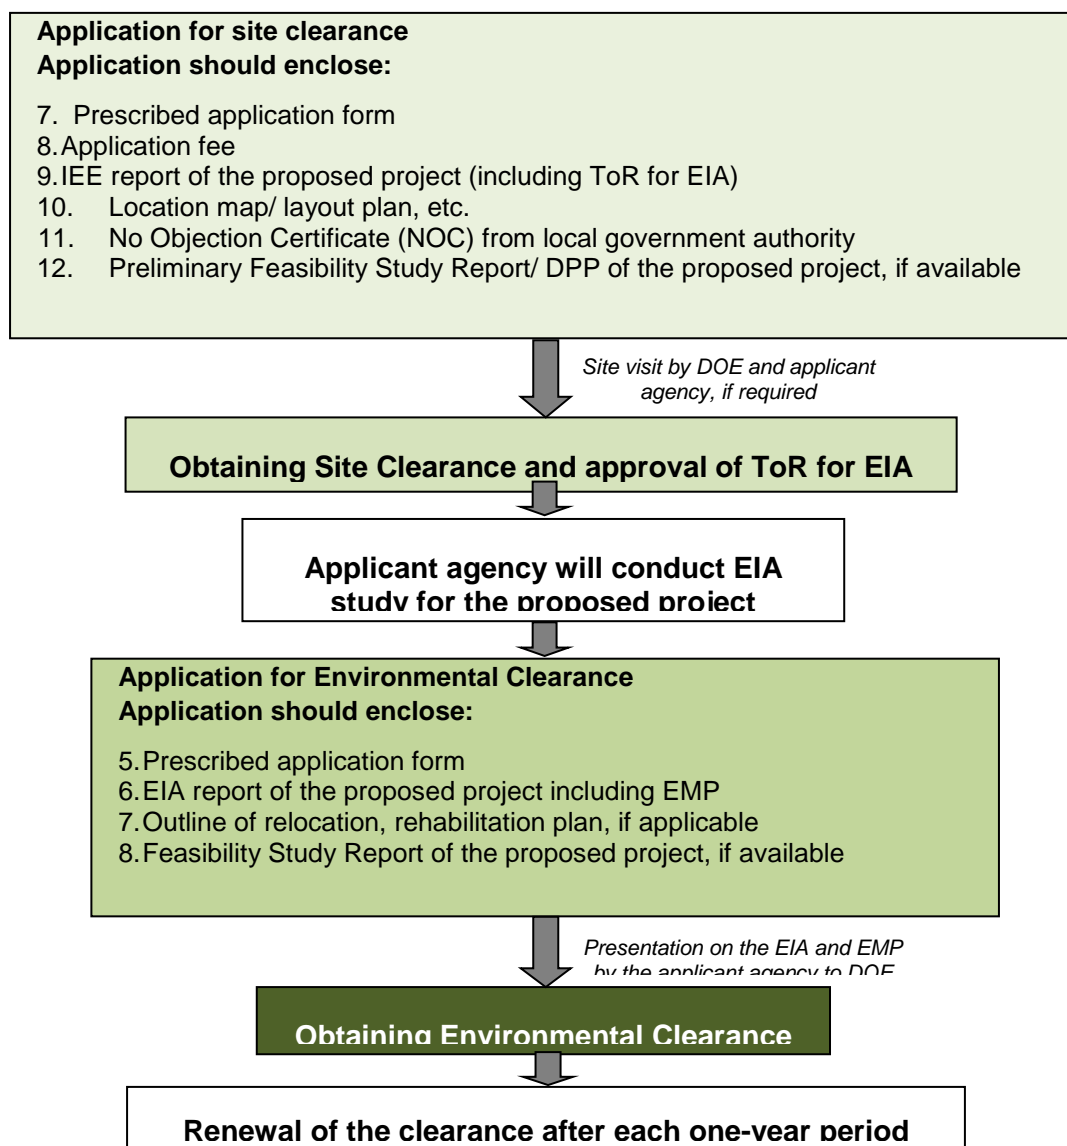 Application for site clearance
Application should enclose:
7. Prescribed application form
8.Application fee
9.IEE report of the proposed project (including ToR for EIA)
10. Location map/ layout plan, etc.
11. No Objection Certificate (NOC) from local government authority
12. Preliminary Feasibility Study Report/ DPP of the proposed project, if available
Site visit by DOE and applicant
agency, if required
Obtaining Site Clearance and approval of ToR for EIA
Applicant agency will conduct EIA
study for the proposed project
Application for Environmental Clearance
Application should enclose:
5.Prescribed application form
6.EIA report of the proposed project including EMP
7.Outline of relocation, rehabilitation plan, if applicable
8.Feasibility Study Report of the proposed project, if available
Presentation on the EIA and EMP
by the applicant agency to DOE
Obtaining Environmental Clearance
Renewal of the clearance after each one-year period